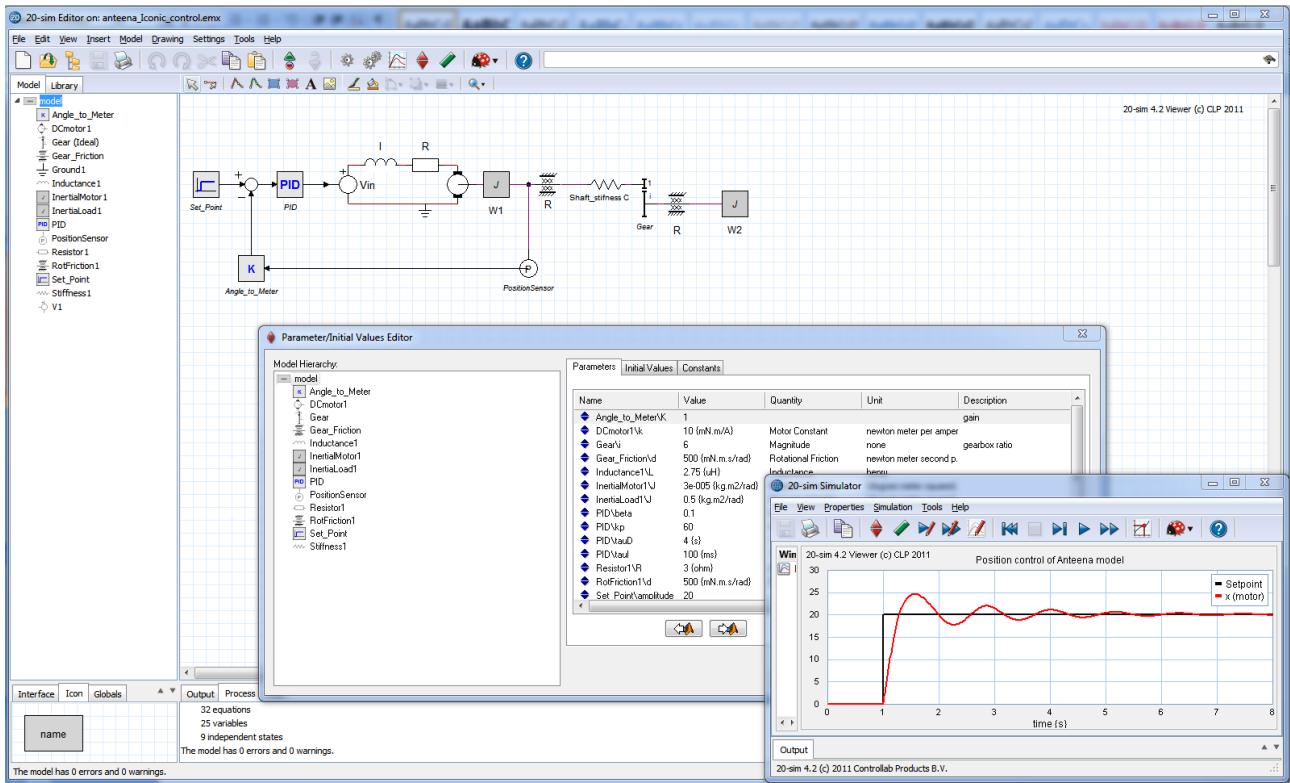 20-sim Editor on: anteena_Iconic_control.emx
File Edit View Insert Model Drawing Settings Tools Help
Model Library
model
Angle_to_Meter
DCmotor1
Gear (Ideal)
Gear_Friction
Ground1
Inductance1
InertialMotor1
InertiaLoad1
PID
PositionSensor
Resistor1
RotFriction1
Set_Point
Stiffness1
V1
20-sim 4.2 Viewer (c) CLP 2011
I R
Set_Point
PID
PID
Vin
J
W1
R
Shaft_stifness C
1
i
Gear
R
J
W2
K
Angle_to_Meter
P
PositionSensor
Parameter/Initial Values Editor
Model Hierarchy:
model
Angle_to_Meter
DCmotor1
Gear
Gear_Friction
Inductance1
InertialMotor1
InertiaLoad1
PID
PositionSensor
Resistor1
RotFriction1
Set_Point
Stiffness1
Parameters Initial Values Constants
Name Value Quantity Unit Description
Angle_to_Meter\K 1 gain
DCmotor1\k 10 {mN.m/A} Motor Constant newton meter per amper
Gear\i 6 Magnitude none gearbox ratio
Gear_Friction\d 500 {mN.m.s/rad} Rotational Friction newton meter second p.
Inductance1\L 2.75 {uH} Inductance henry
InertialMotor1\J 3e-005 {kg.m2/rad}
InertiaLoad1\J 0.5 {kg.m2/rad}
PID\beta 0.1
PID\kp 60
PID\tauD 4 {s}
PID\tauI 100 {ms}
Resistor1\R 3 {ohm}
RotFriction1\d 500 {mN.m.s/rad}
Set_Point\amplitude 20
20-sim Simulator
File View Properties Simulation Tools Help
Win
20-sim 4.2 Viewer (c) CLP 2011
Position control of Anteena model
Setpoint
x (motor)
30
25
20
15
10
5
0
0 1 2 3 4 5 6 7 8
time {s}
Output
20-sim 4.2 (c) 2011 Controllab Products B.V.
Interface Icon Globals
name
Output Process
32 equations
25 variables
9 independent states
The model has 0 errors and 0 warnings.
The model has 0 errors and 0 warnings.